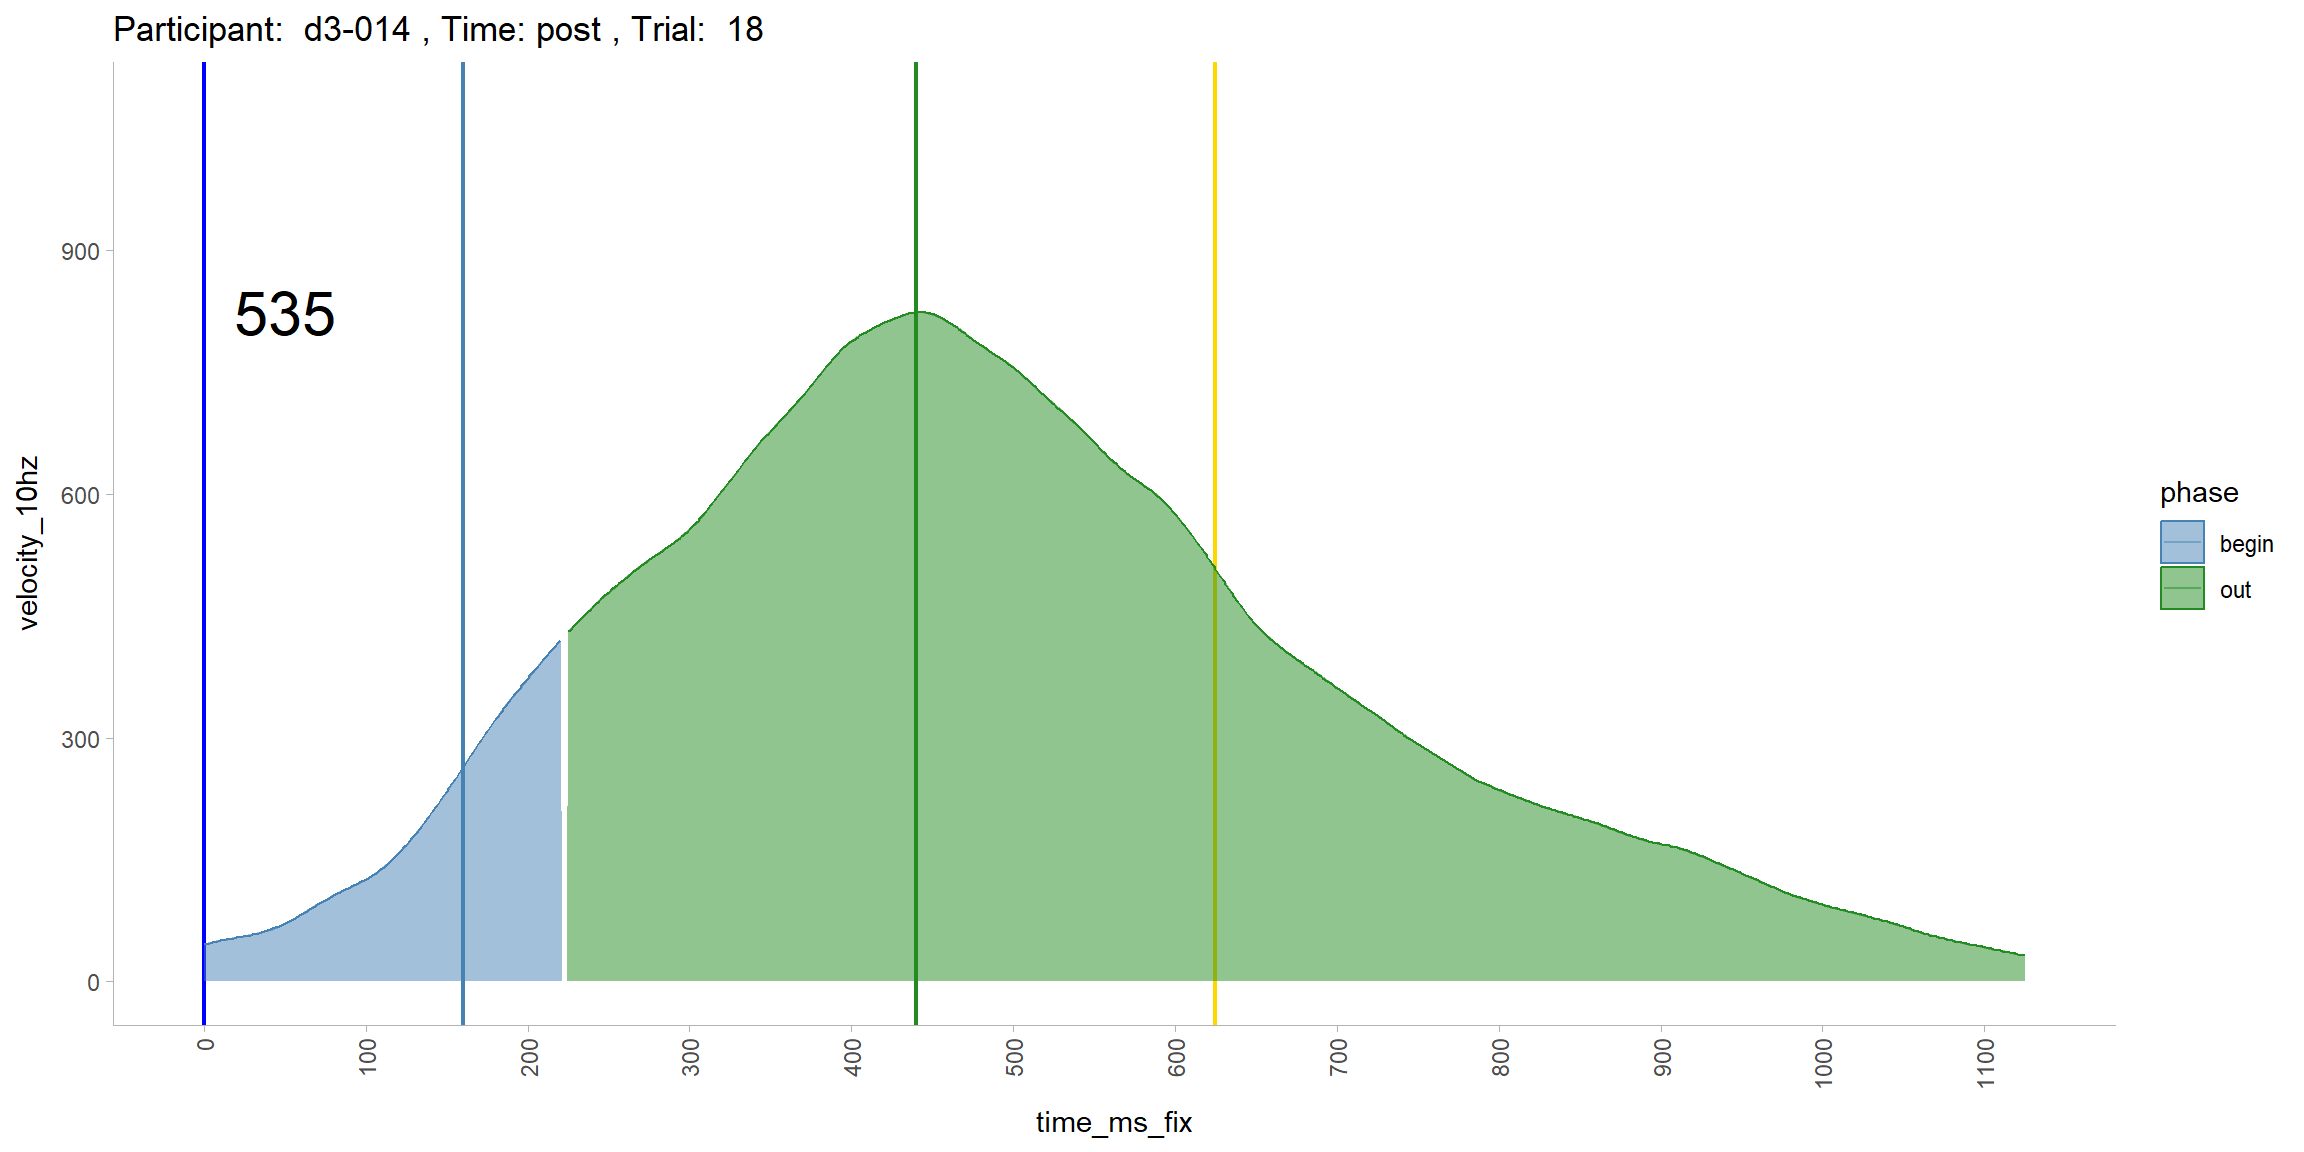 Participant:  d3-014 , Time: post , Trial:  18
900
600
300
0
velocity_10hz
535
0
100
200
300
400
500
600
700
800
900
1000
1100
time_ms_fix
phase
begin
out